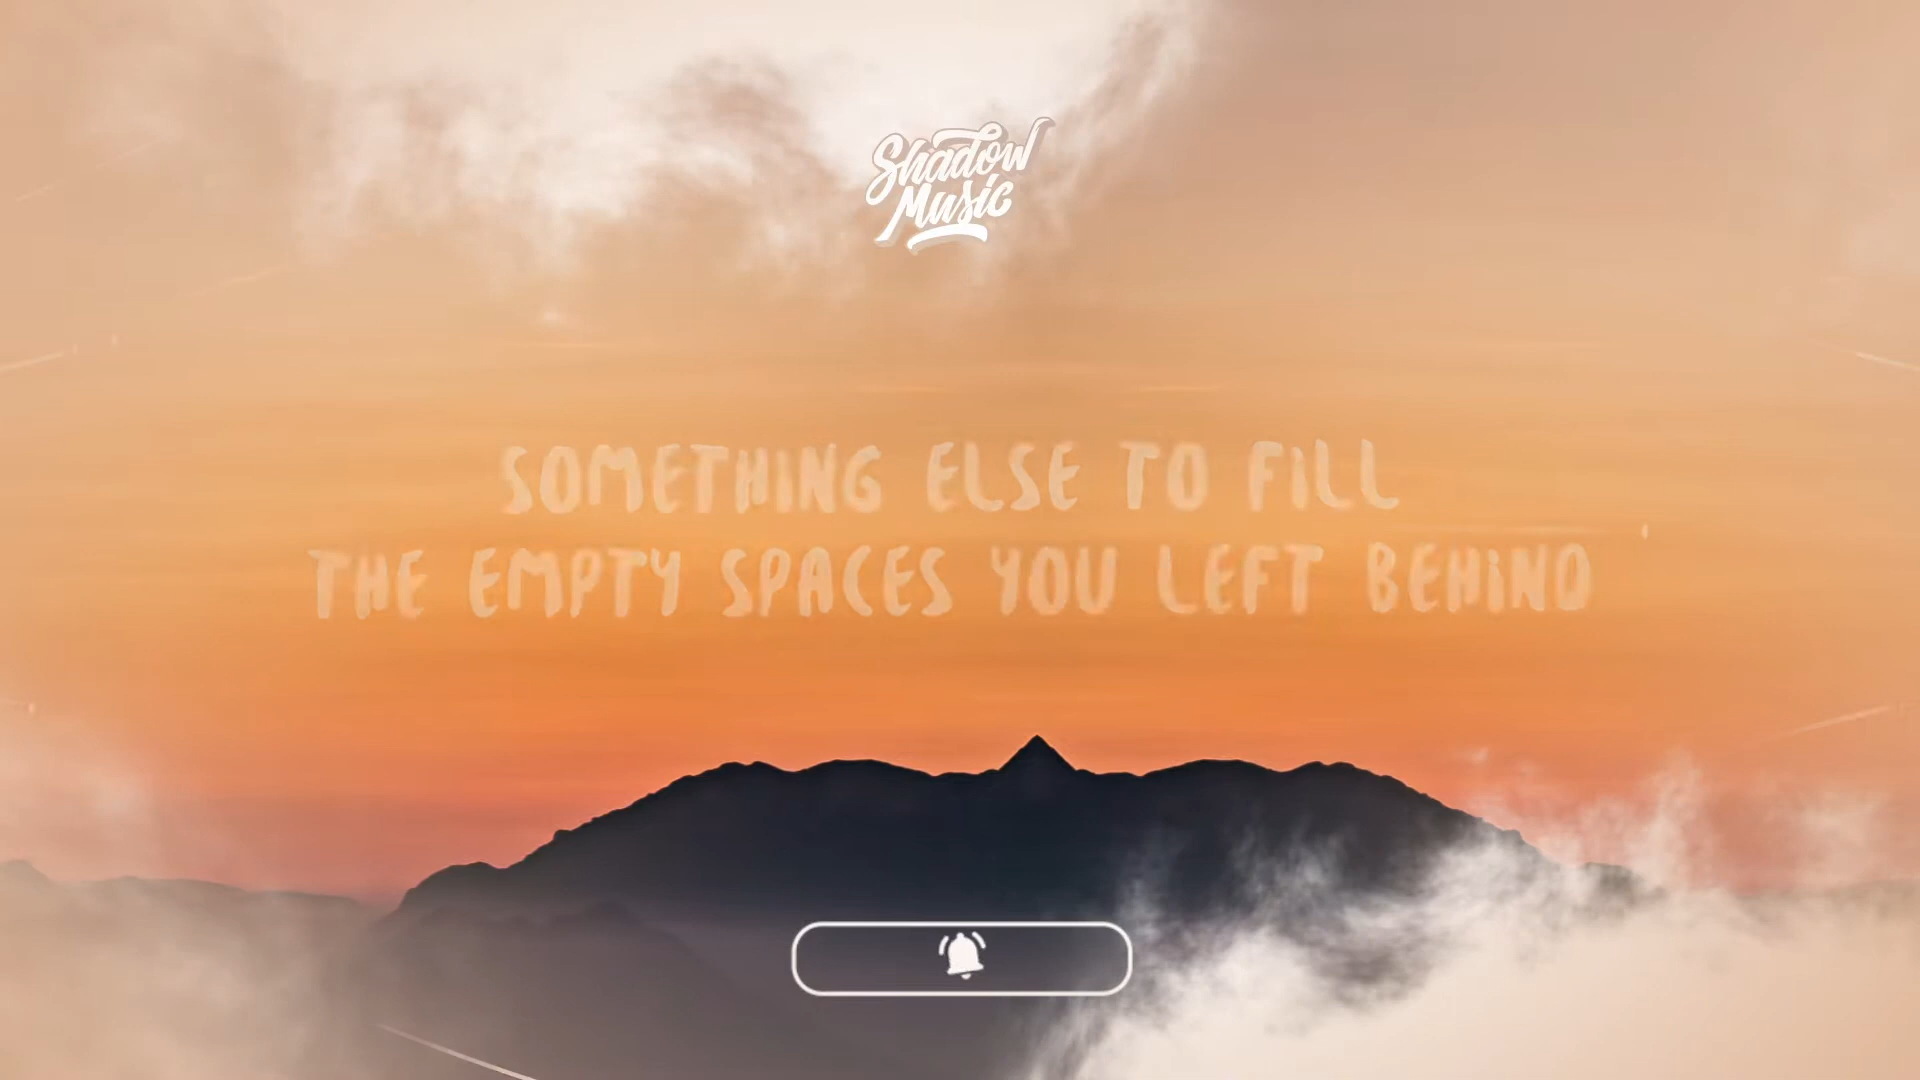 Shadow
Music
SOMETHING ELSE TO FILL
THE EMPTY SPACES YOU LEFT BEHIND